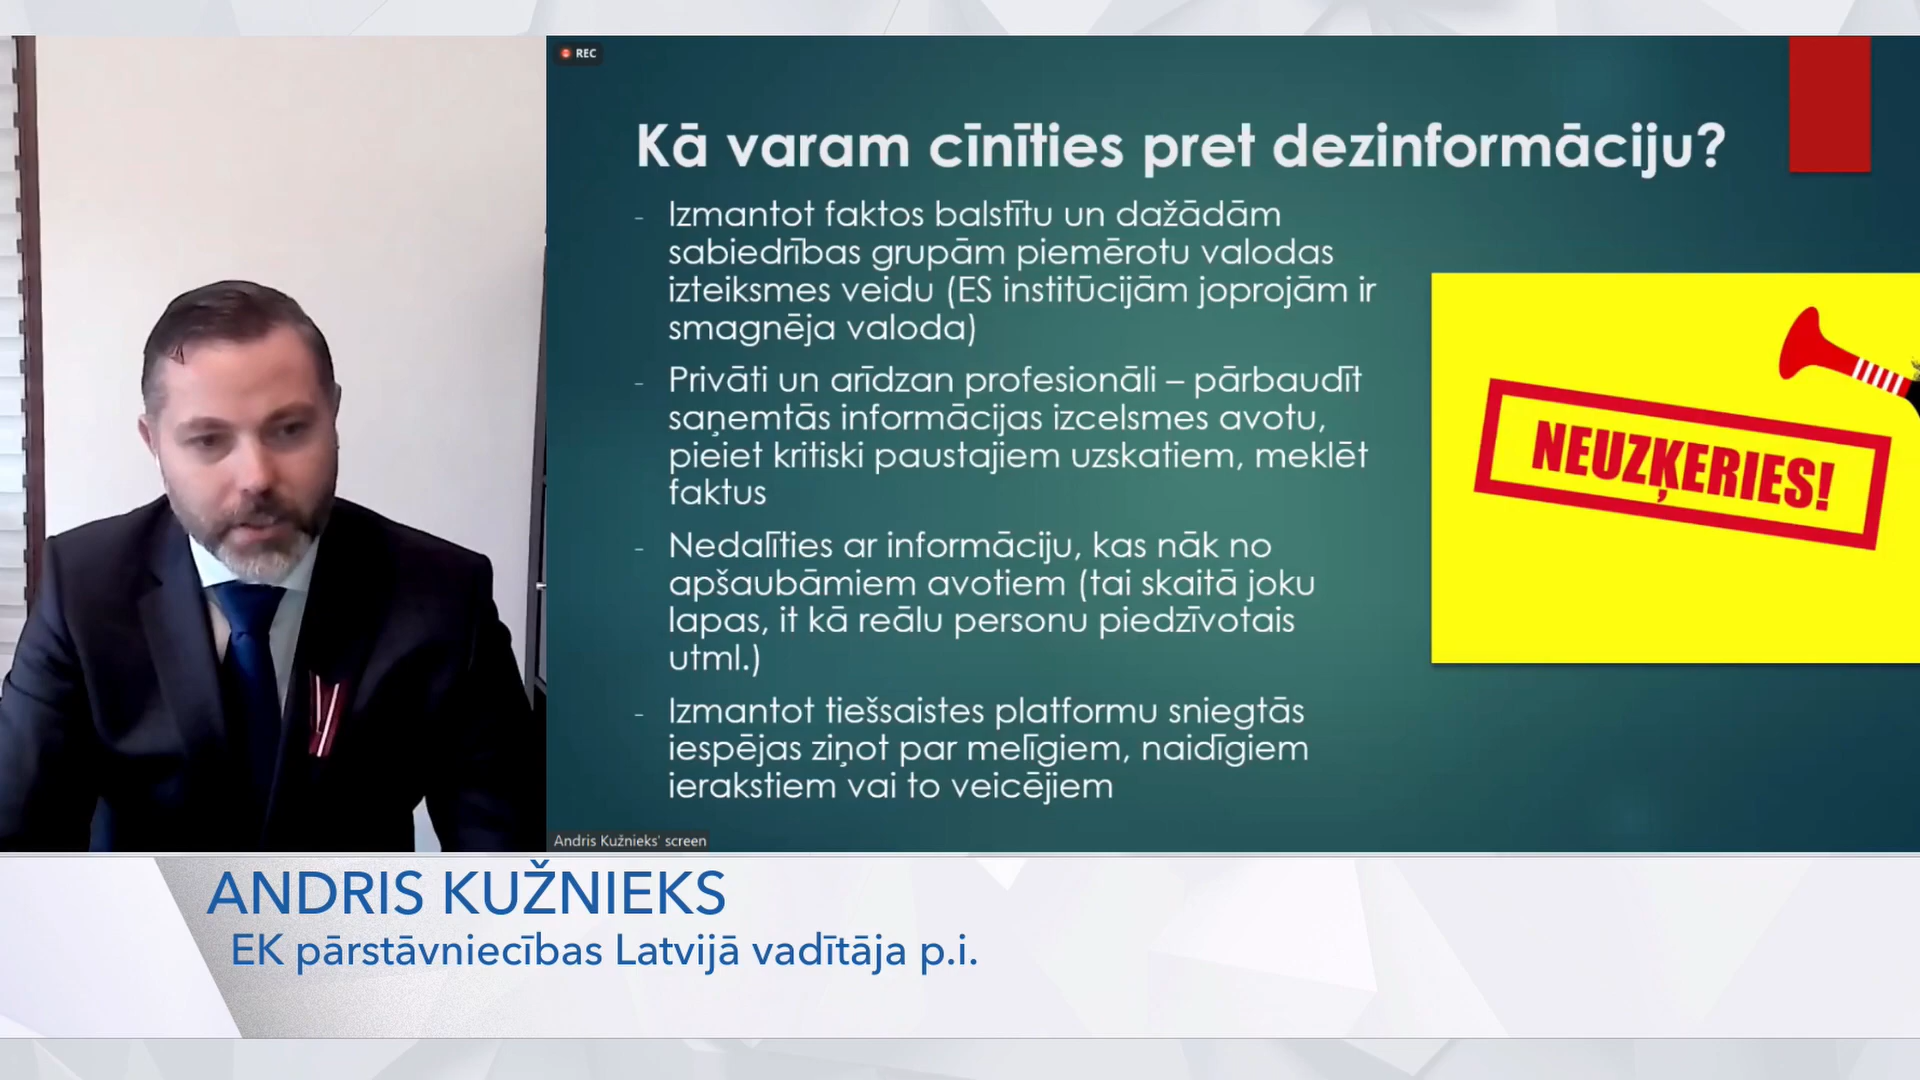 REC
Kā varam cīnīties pret dezinformāciju?
- Izmantot faktos balstītu un dažādām
sabiedrības grupām piemērotu valodas
izteiksmes veidu (ES institūcijām joprojām ir
smagnēja valoda)
- Privāti un arīdzan profesionāli – pārbaudīt
saņemtās informācijas izcelsmes avotu,
pieiet kritiski paustajiem uzskatiem, meklēt
faktus
- Nedalīties ar informāciju, kas nāk no
apšaubāmiem avotiem (tai skaitā joku
lapas, it kā reālu personu piedzīvotais
utml.)
- Izmantot tiešsaistes platformu sniegtās
iespējas ziņot par melīgiem, naidīgiem
ierakstiem vai to veicējiem
NEUZĶERIES!
Andris Kužnieks' screen
ANDRIS KUŽNIEKS
EK pārstāvniecības Latvijā vadītāja p.i.